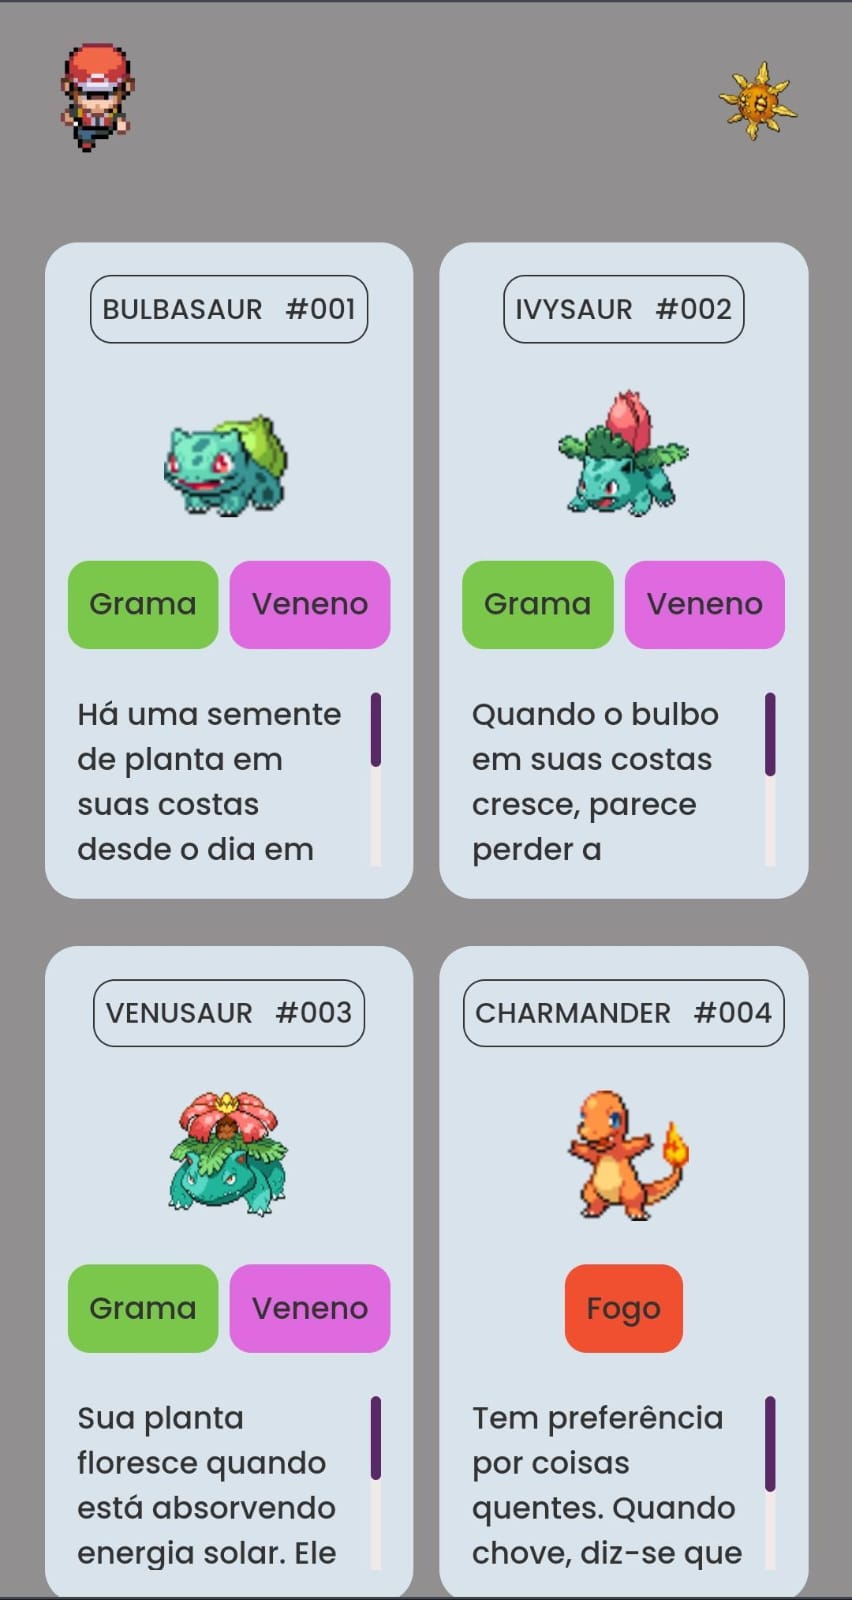 BULBASAUR #001
Grama Veneno
Há uma semente
de planta em
suas costas
desde o dia em
IVYSAUR #002
Grama Veneno
Quando o bulbo
em suas costas
cresce, parece
perder a
VENUSAUR #003
Grama Veneno
Sua planta
floresce quando
está absorvendo
energia solar. Ele
CHARMANDER #004
Fogo
Tem preferência
por coisas
quentes. Quando
chove, diz-se que